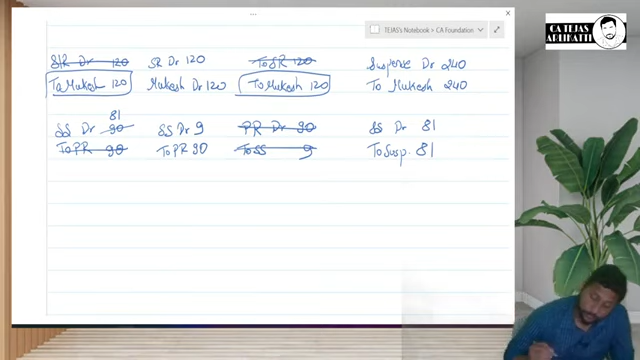 CA TEJAS
ARTIKATTI
TEJAS's Notebook > CA Foundation
SR Dr 120
SR Dr 120
To SR 120
Suspense Dr 240
To Mukesh 120
Mukesh Dr 120
To Mukesh 120
To Mukesh 240
81
SS Dr 90
SS Dr 9
PR Dr 90
SS Dr 81
To PR 90
To PR 90
To SS 9
To Susp. 81